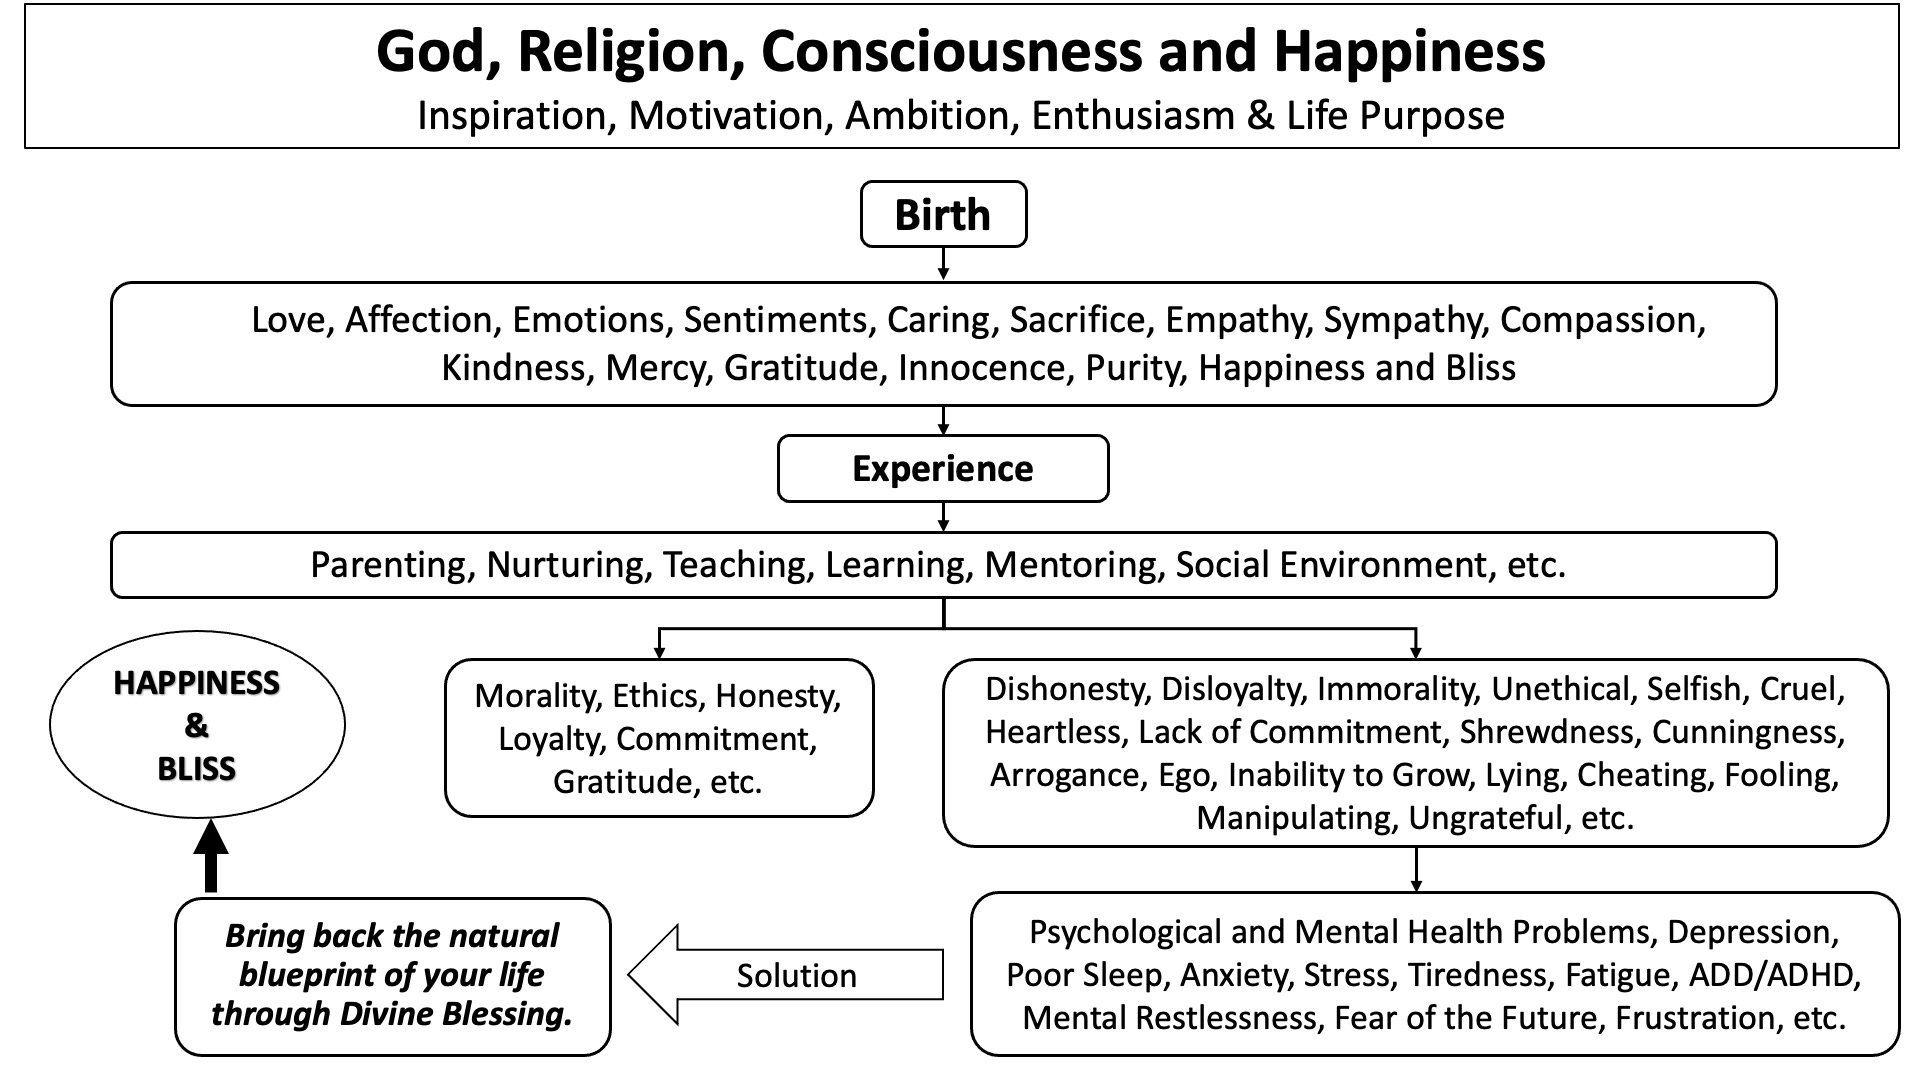 God, Religion, Consciousness and Happiness
Inspiration, Motivation, Ambition, Enthusiasm & Life Purpose
Birth
Love, Affection, Emotions, Sentiments, Caring, Sacrifice, Empathy, Sympathy, Compassion,
Kindness, Mercy, Gratitude, Innocence, Purity, Happiness and Bliss
Experience
Parenting, Nurturing, Teaching, Learning, Mentoring, Social Environment, etc.
HAPPINESS
&
BLISS
Morality, Ethics, Honesty,
Loyalty, Commitment,
Gratitude, etc.
Dishonesty, Disloyalty, Immorality, Unethical, Selfish, Cruel,
Heartless, Lack of Commitment, Shrewdness, Cunningness,
Arrogance, Ego, Inability to Grow, Lying, Cheating, Fooling,
Manipulating, Ungrateful, etc.
Bring back the natural
blueprint of your life
through Divine Blessing.
Solution
Psychological and Mental Health Problems, Depression,
Poor Sleep, Anxiety, Stress, Tiredness, Fatigue, ADD/ADHD,
Mental Restlessness, Fear of the Future, Frustration, etc.